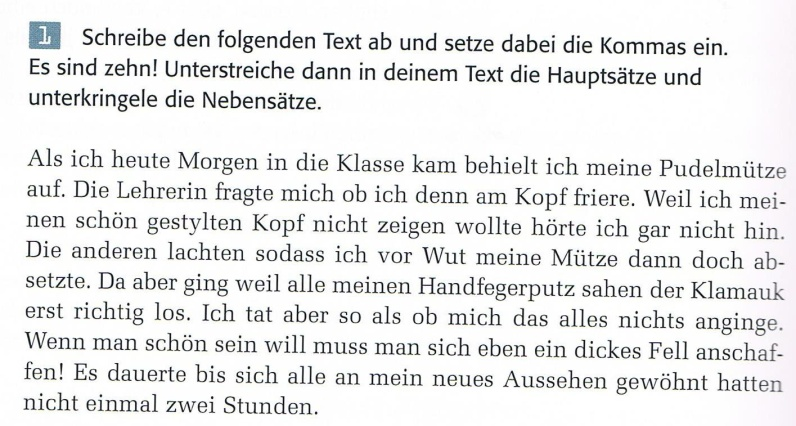 1 Schreibe den folgenden Text ab und setze dabei die Kommas ein.
Es sind zehn! Unterstreiche dann in deinem Text die Hauptsätze und
unterkringele die Nebensätze.
Als ich heute Morgen in die Klasse kam behielt ich meine Pudelmütze
auf. Die Lehrerin fragte mich ob ich denn am Kopf friere. Weil ich mei-
nen schön gestylten Kopf nicht zeigen wollte hörte ich gar nicht hin.
Die anderen lachten sodass ich vor Wut meine Mütze dann doch ab-
setzte. Da aber ging weil alle meinen Handfegerputz sahen der Klamauk
erst richtig los. Ich tat aber so als ob mich das alles nichts anginge.
Wenn man schön sein will muss man sich eben ein dickes Fell anschaf-
fen! Es dauerte bis sich alle an mein neues Aussehen gewöhnt hatten
nicht einmal zwei Stunden.